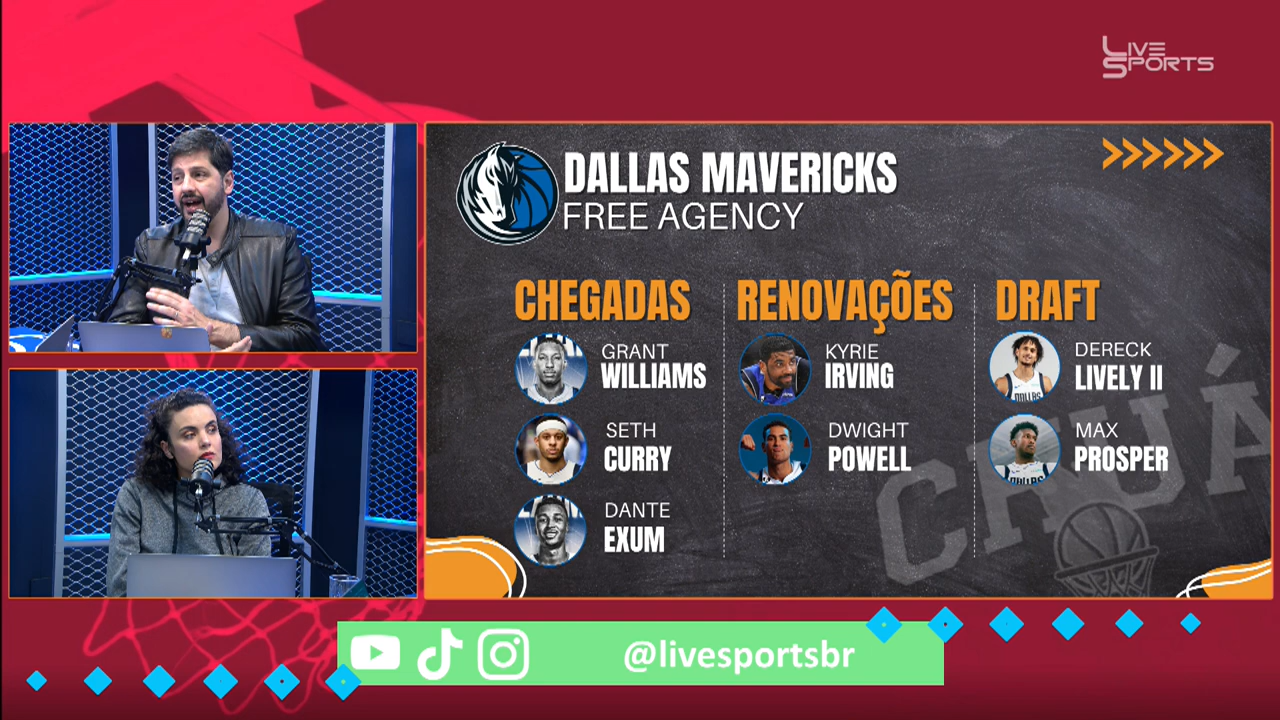 LIVE
SPORTS
DALLAS MAVERICKS
FREE AGENCY
CHEGADAS
GRANT
WILLIAMS
SETH
CURRY
DANTE
EXUM
RENOVAÇÕES
KYRIE
IRVING
DWIGHT
POWELL
DRAFT
DERECK
LIVELY II
MAX
PROSPER
CHUÁ
@livesportsbr